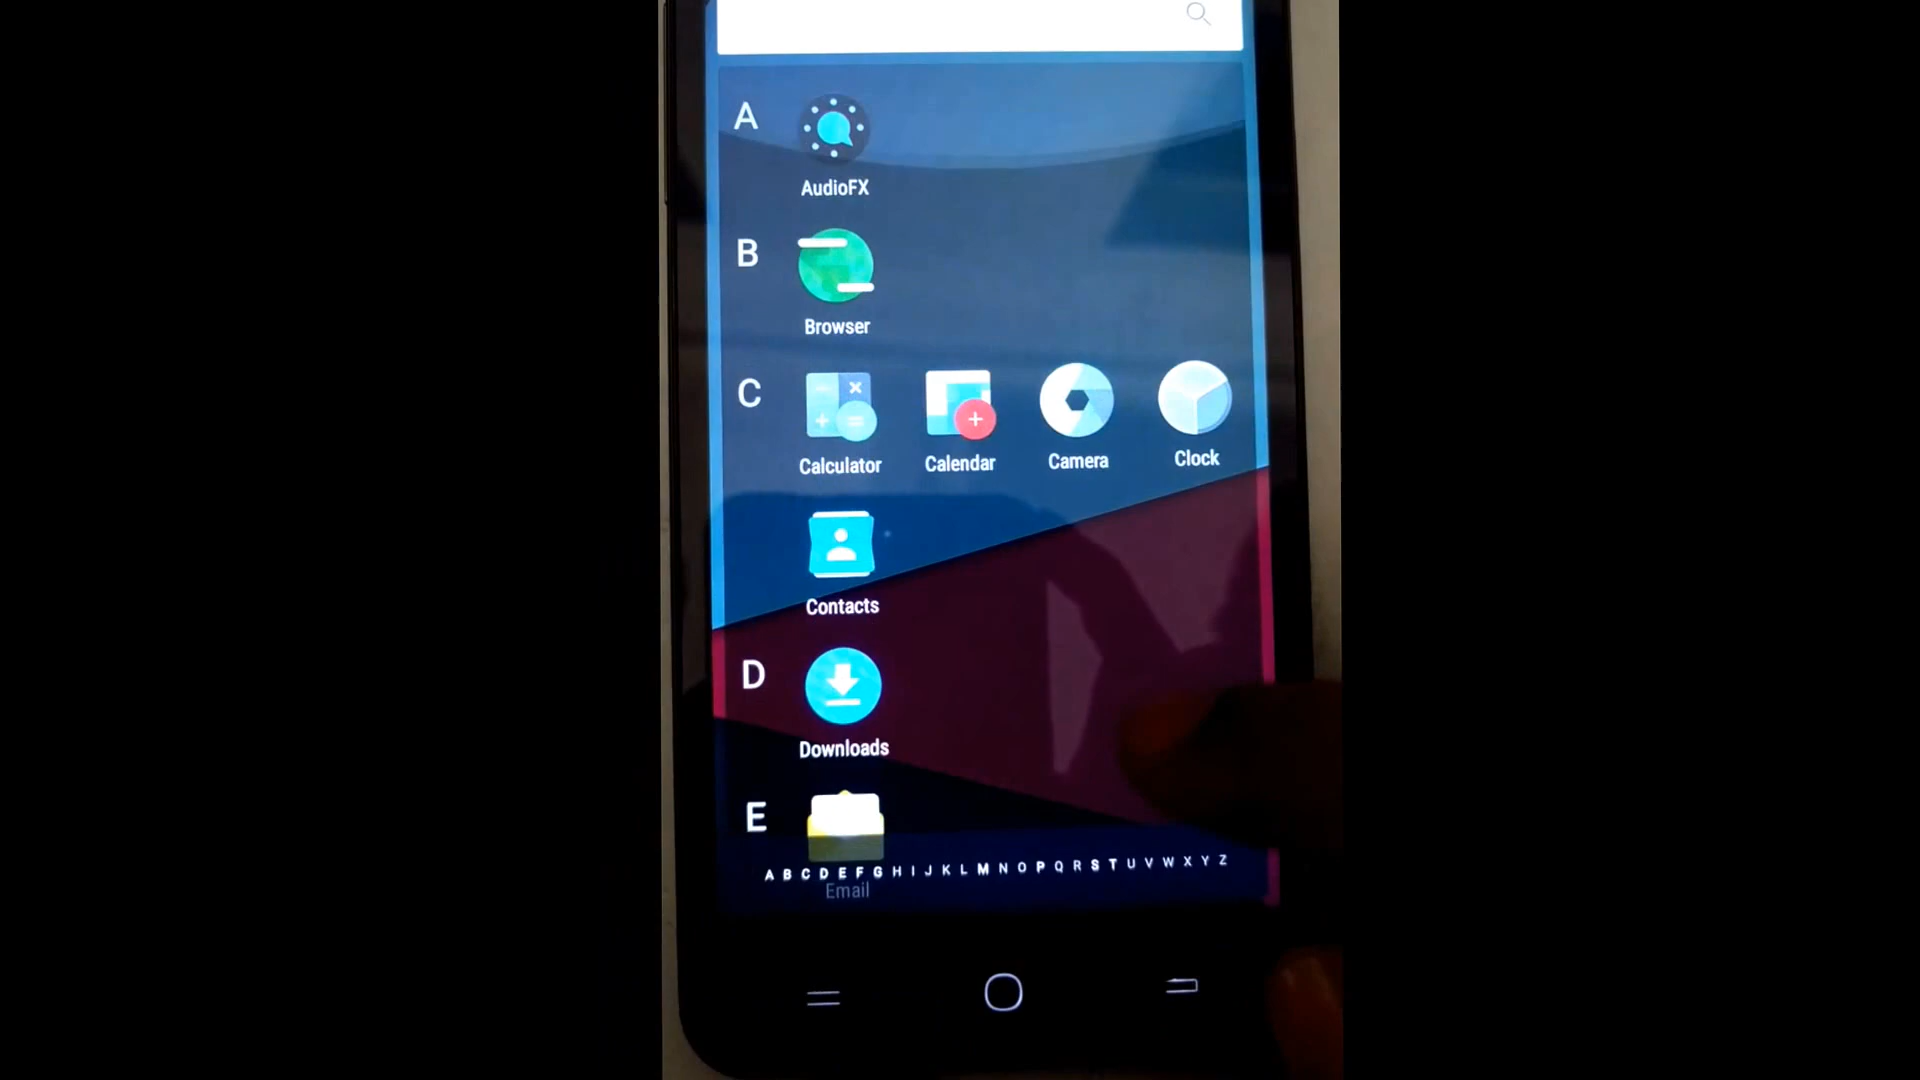 A
AudioFX
B
Browser
C
Calculator Calendar Camera Clock
Contacts
D
Downloads
E
A B C D E F G H I J K L M N O P Q R S T U V W X Y Z
Email